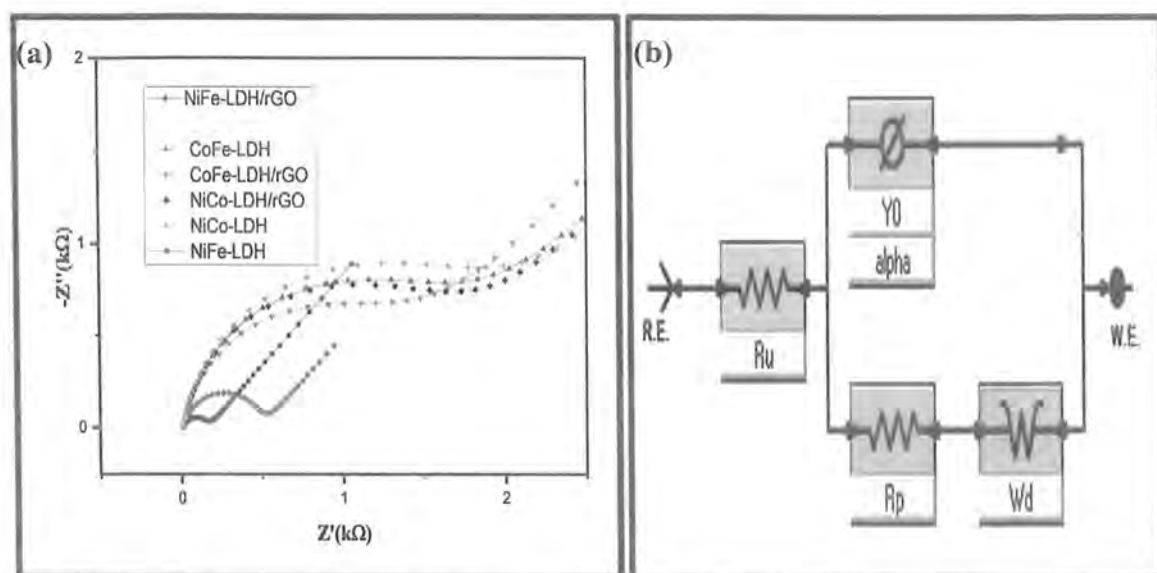 (a)
2
1
0
-Z''(kΩ)
NiFe-LDH/rGO
CoFe-LDH
CoFe-LDH/rGO
NiCo-LDH/rGO
NiCo-LDH
NiFe-LDH
0
1
2
Z'(kΩ)
(b)
Y0
alpha
R.E.
Ru
W.E.
Rp
Wd